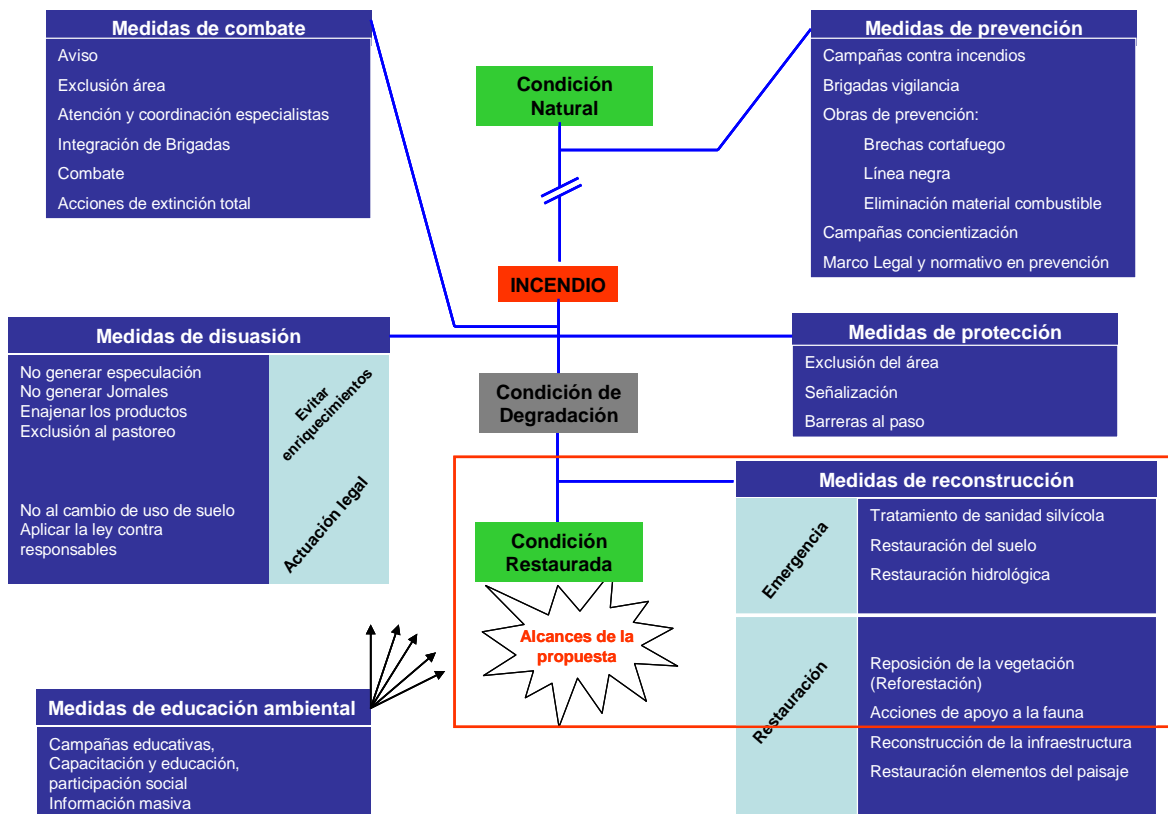 Medidas de combate
Aviso
Exclusión área
Atención y coordinación especialistas
Integración de Brigadas
Combate
Acciones de extinción total
Condición
Natural
Medidas de prevención
Campañas contra incendios
Brigadas vigilancia
Obras de prevención:
Brechas cortafuego
Línea negra
Eliminación material combustible
Campañas concientización
Marco Legal y normativo en prevención
INCENDIO
Medidas de disuasión
No generar especulación
No generar Jornales
Enajenar los productos
Exclusión al pastoreo
Evitar
enriquecimientos
No al cambio de uso de suelo
Aplicar la ley contra
responsables
Actuación legal
Medidas de protección
Exclusión del área
Señalización
Barreras al paso
Condición de
Degradación
Medidas de reconstrucción
Emergencia
Tratamiento de sanidad silvícola
Restauración del suelo
Restauración hidrológica
Condición
Restaurada
Alcances de la
propuesta
Restauración
Reposición de la vegetación
(Reforestación)
Acciones de apoyo a la fauna
Reconstrucción de la infraestructura
Restauración elementos del paisaje
Medidas de educación ambiental
Campañas educativas,
Capacitación y educación,
participación social
Información masiva